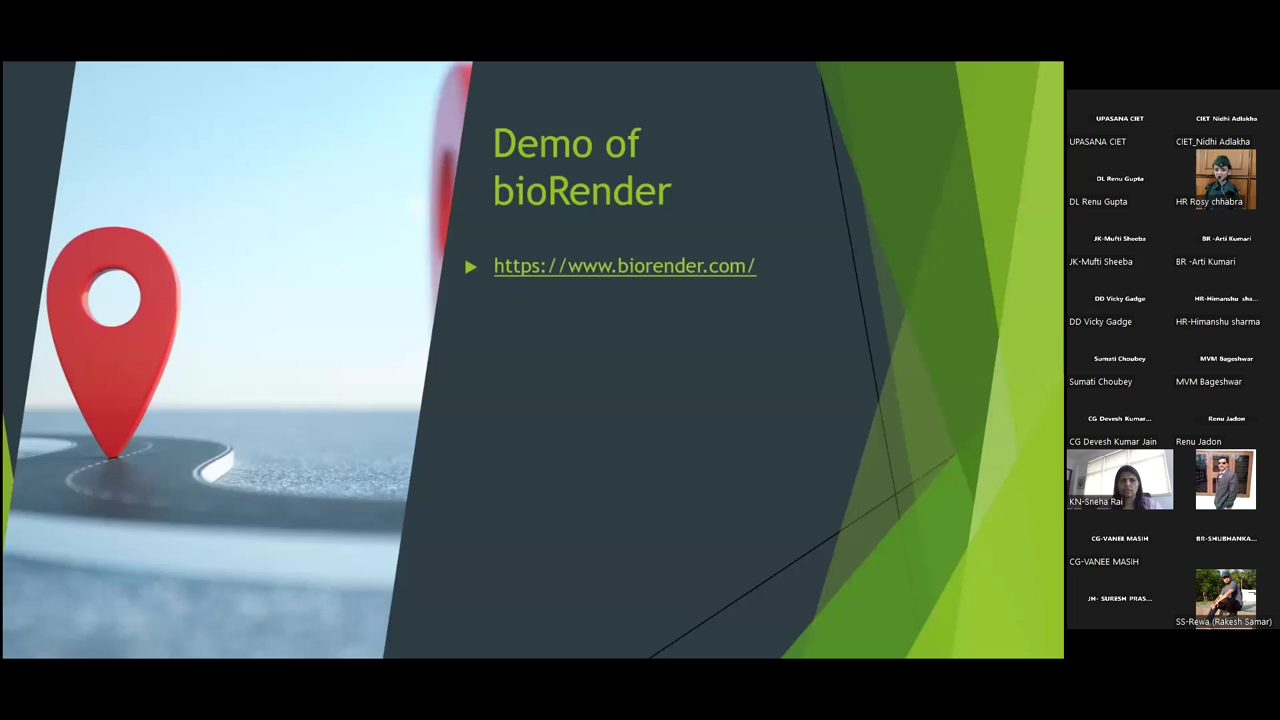 Demo of
bioRender
https://www.biorender.com/
UPASANA CIET
CIET Nidhi Adlakha
UPASANA CIET
CIET_Nidhi Adlakha
DL Renu Gupta
DL Renu Gupta
HR Rosy chhabra
JK-Mufti Sheeba
BR -Arti Kumari
JK-Mufti Sheeba
BR -Arti Kumari
DD Vicky Gadge
HR-Himanshu sha...
DD Vicky Gadge
HR-Himanshu sharma
Sumati Choubey
MVM Bageshwar
Sumati Choubey
MVM Bageshwar
CG Devesh Kumar...
Renu Jadon
CG Devesh Kumar Jain
Renu Jadon
KN-Sneha Rai
CG-VANEE MASIH
BR-SHUBHANKA...
CG-VANEE MASIH
JH- SURESH PRAS...
SS-Rewa (Rakesh Samar)